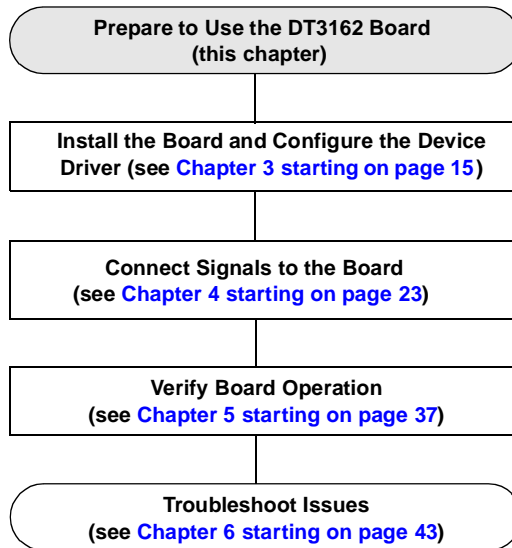 Prepare to Use the DT3162 Board
(this chapter)
Install the Board and Configure the Device
Driver (see Chapter 3 starting on page 15)
Connect Signals to the Board
(see Chapter 4 starting on page 23)
Verify Board Operation
(see Chapter 5 starting on page 37)
Troubleshoot Issues
(see Chapter 6 starting on page 43)